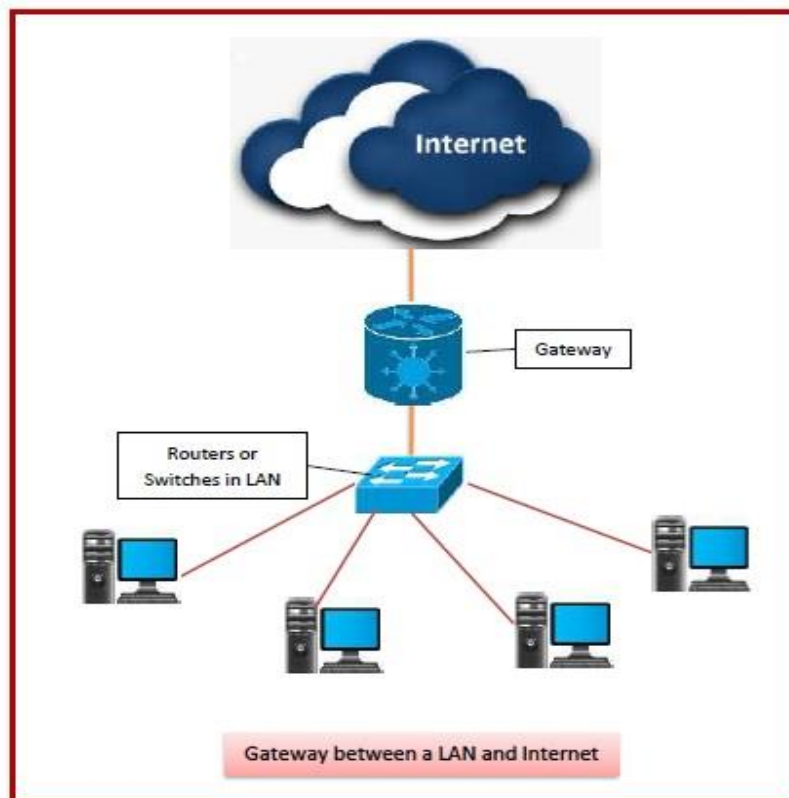 Internet
Gateway
Routers or
Switches in LAN
Gateway between a LAN and Internet